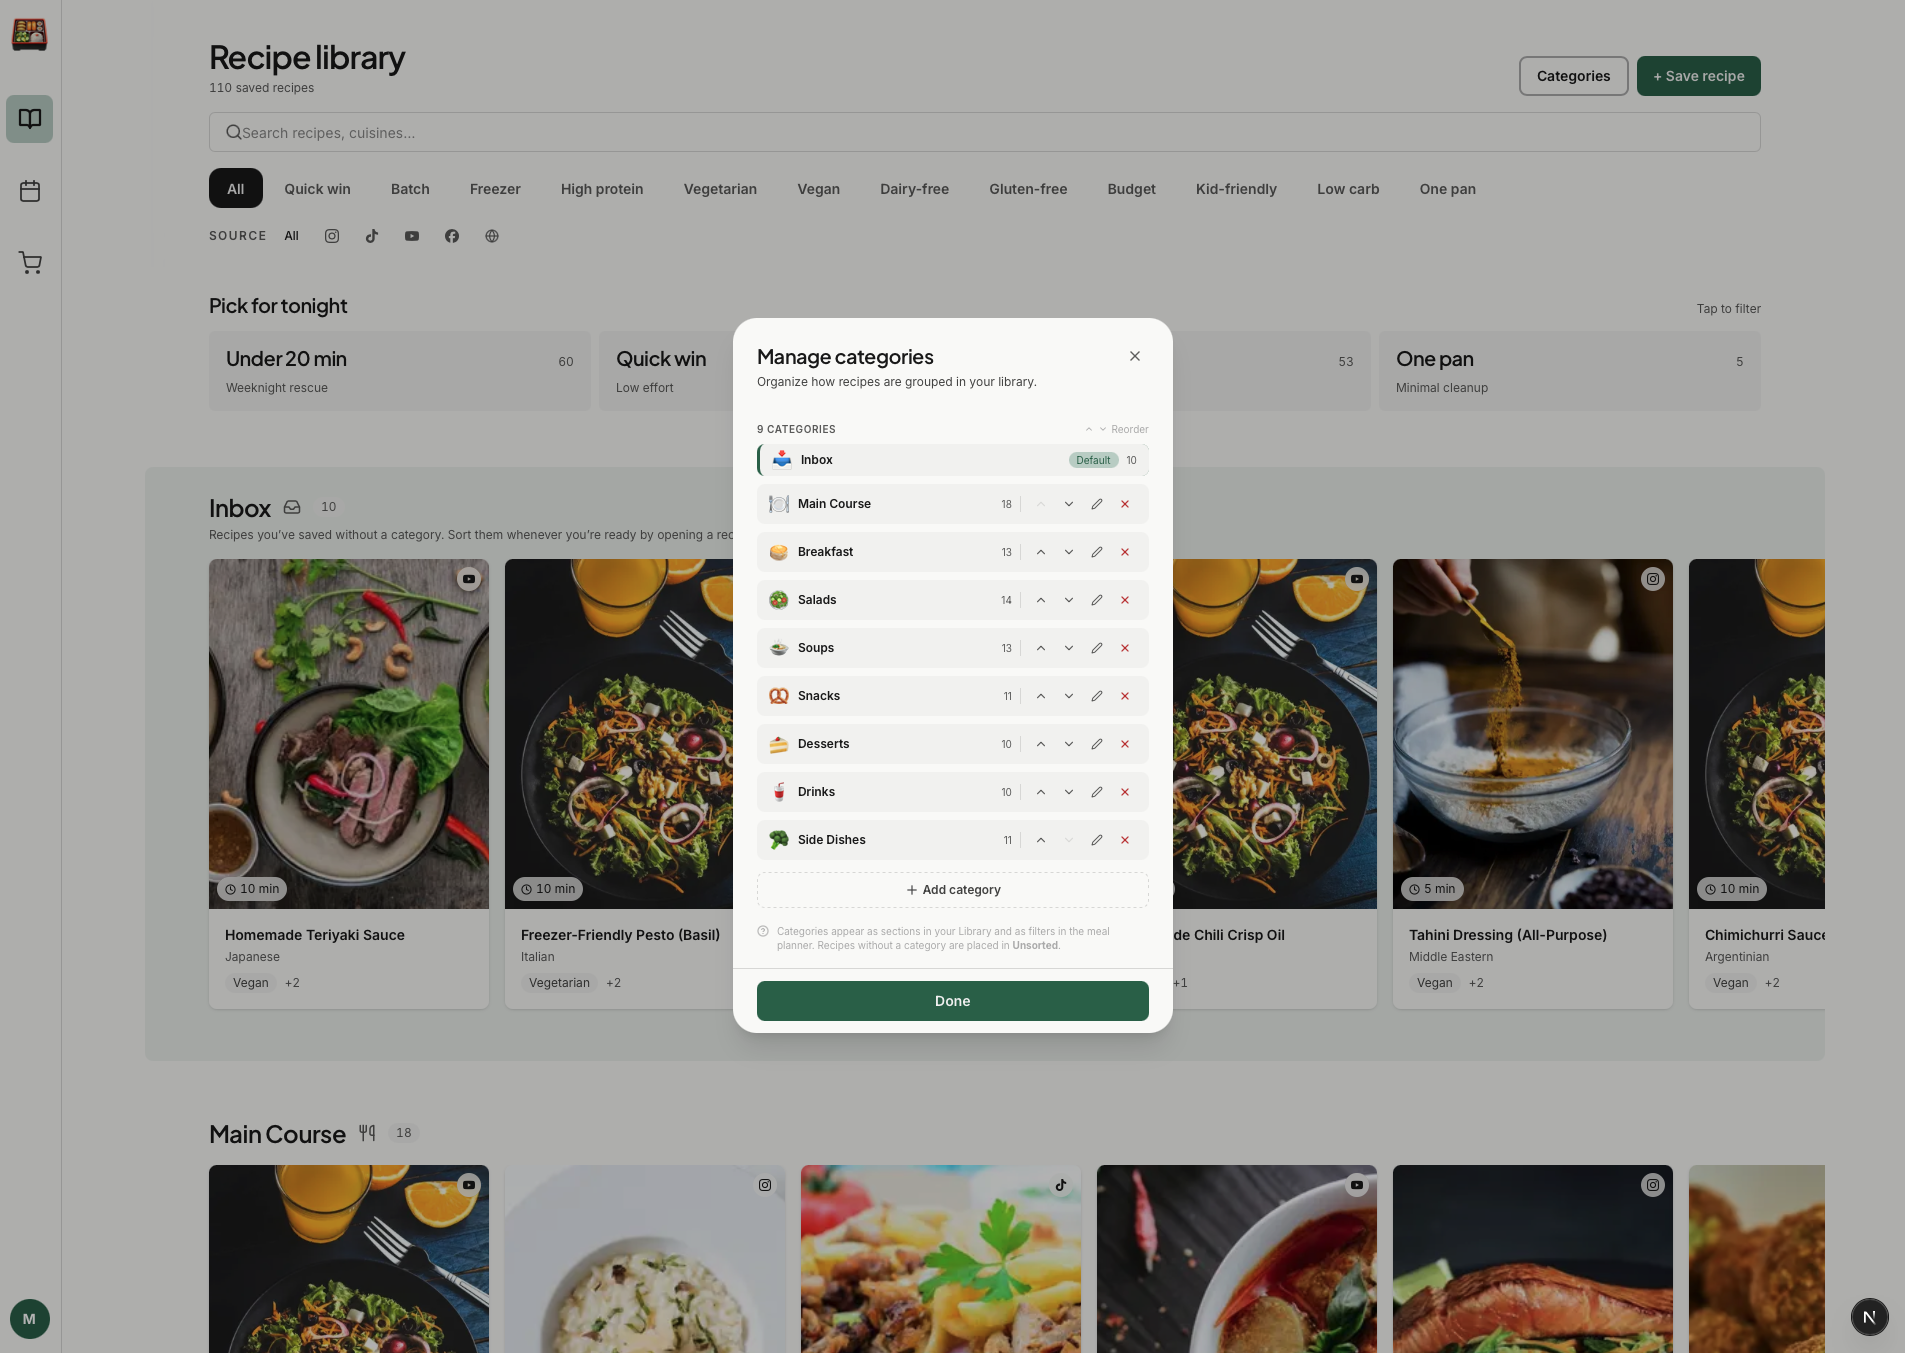 Recipe library
110 saved recipes
Categories
+ Save recipe
Search recipes, cuisines...
All Quick win Batch Freezer High protein Vegetarian Vegan Dairy-free Gluten-free Budget Kid-friendly Low carb One pan
SOURCE All
Pick for tonight
Tap to filter
Under 20 min 60
Weeknight rescue
Quick win
Low effort
53
One pan 5
Minimal cleanup
Manage categories
Organize how recipes are grouped in your library.
9 CATEGORIES
Reorder
Inbox Default 10
Main Course 18
Breakfast 13
Salads 14
Soups 13
Snacks 11
Desserts 10
Drinks 10
Side Dishes 11
+ Add category
Categories appear as sections in your Library and as filters in the meal
planner. Recipes without a category are placed in Unsorted.
Done
Inbox 10
Recipes you've saved without a category. Sort them whenever you're ready by opening a rec
10 min
Homemade Teriyaki Sauce
Japanese
Vegan +2
10 min
Freezer-Friendly Pesto (Basil)
Italian
Vegetarian +2
de Chili Crisp Oil
+1
5 min
Tahini Dressing (All-Purpose)
Middle Eastern
Vegan +2
10 min
Chimichurri Sauce
Argentinian
Vegan +2
Main Course 18
M
N